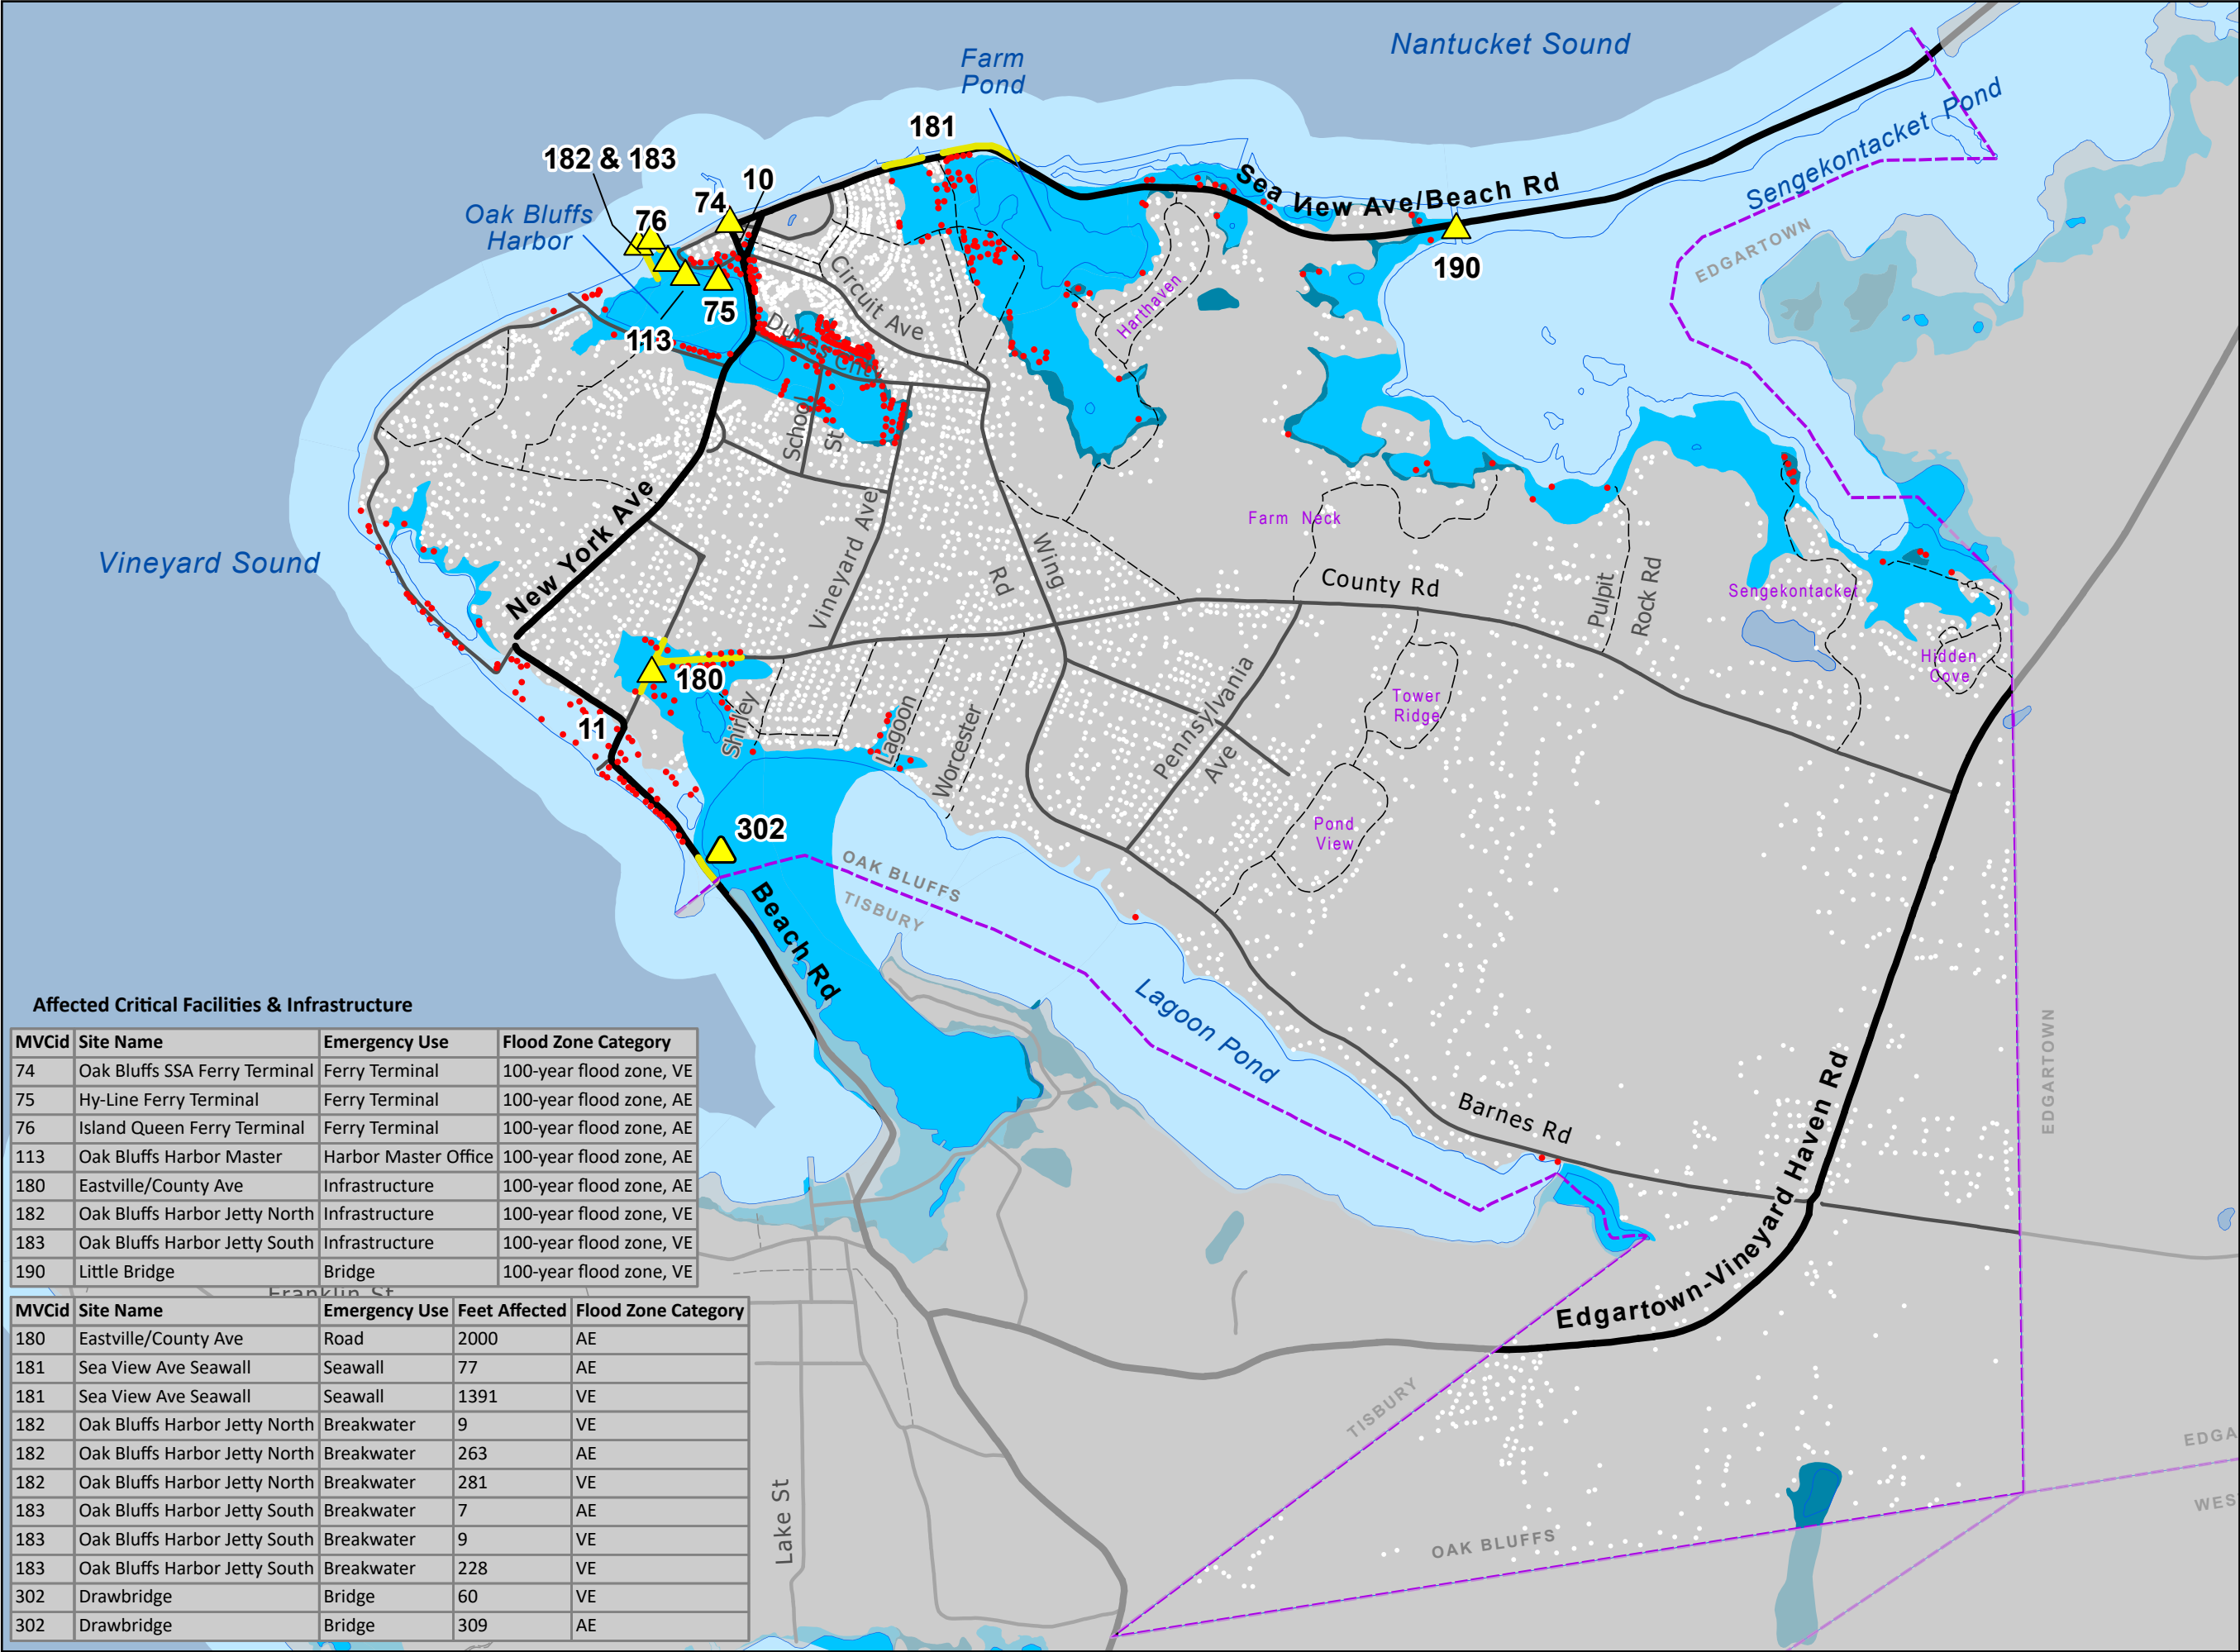 Nantucket Sound
Farm
Pond
Sengekontacket Pond
181
182 & 183
10
74
76
Oak Bluffs
Harbor
Sea View Ave/Beach Rd
EDGARTOWN
190
75
113
Circuit Ave
Harthaven
School
St
New York Ave
Vineyard Sound
Vineyard Ave
Wing
Rd
Farm Neck
County Rd
Pulpit
Rock Rd
Sengekontacket
Hidden
Cove
180
Shirley
11
Lagoon
Worcester
Pennsylvania
Ave
Tower
Ridge
Pond
View
302
OAK BLUFFS
TISBURY
Beach Rd
Lagoon Pond
EDGARTOWN
Barnes Rd
Edgartown-Vineyard Haven Rd
TISBURY
OAK BLUFFS
EDGA
WES
Lake St
Franklin St
Affected Critical Facilities & Infrastructure
MVCid Site Name Emergency Use Flood Zone Category
74 Oak Bluffs SSA Ferry Terminal Ferry Terminal 100-year flood zone, VE
75 Hy-Line Ferry Terminal Ferry Terminal 100-year flood zone, AE
76 Island Queen Ferry Terminal Ferry Terminal 100-year flood zone, AE
113 Oak Bluffs Harbor Master Harbor Master Office 100-year flood zone, AE
180 Eastville/County Ave Infrastructure 100-year flood zone, AE
182 Oak Bluffs Harbor Jetty North Infrastructure 100-year flood zone, VE
183 Oak Bluffs Harbor Jetty South Infrastructure 100-year flood zone, VE
190 Little Bridge Bridge 100-year flood zone, VE
MVCid Site Name Emergency Use Feet Affected Flood Zone Category
180 Eastville/County Ave Road 2000 AE
181 Sea View Ave Seawall Seawall 77 AE
181 Sea View Ave Seawall Seawall 1391 VE
182 Oak Bluffs Harbor Jetty North Breakwater 9 VE
182 Oak Bluffs Harbor Jetty North Breakwater 263 AE
182 Oak Bluffs Harbor Jetty North Breakwater 281 VE
183 Oak Bluffs Harbor Jetty South Breakwater 7 AE
183 Oak Bluffs Harbor Jetty South Breakwater 9 VE
183 Oak Bluffs Harbor Jetty South Breakwater 228 VE
302 Drawbridge Bridge 60 VE
302 Drawbridge Bridge 309 AE